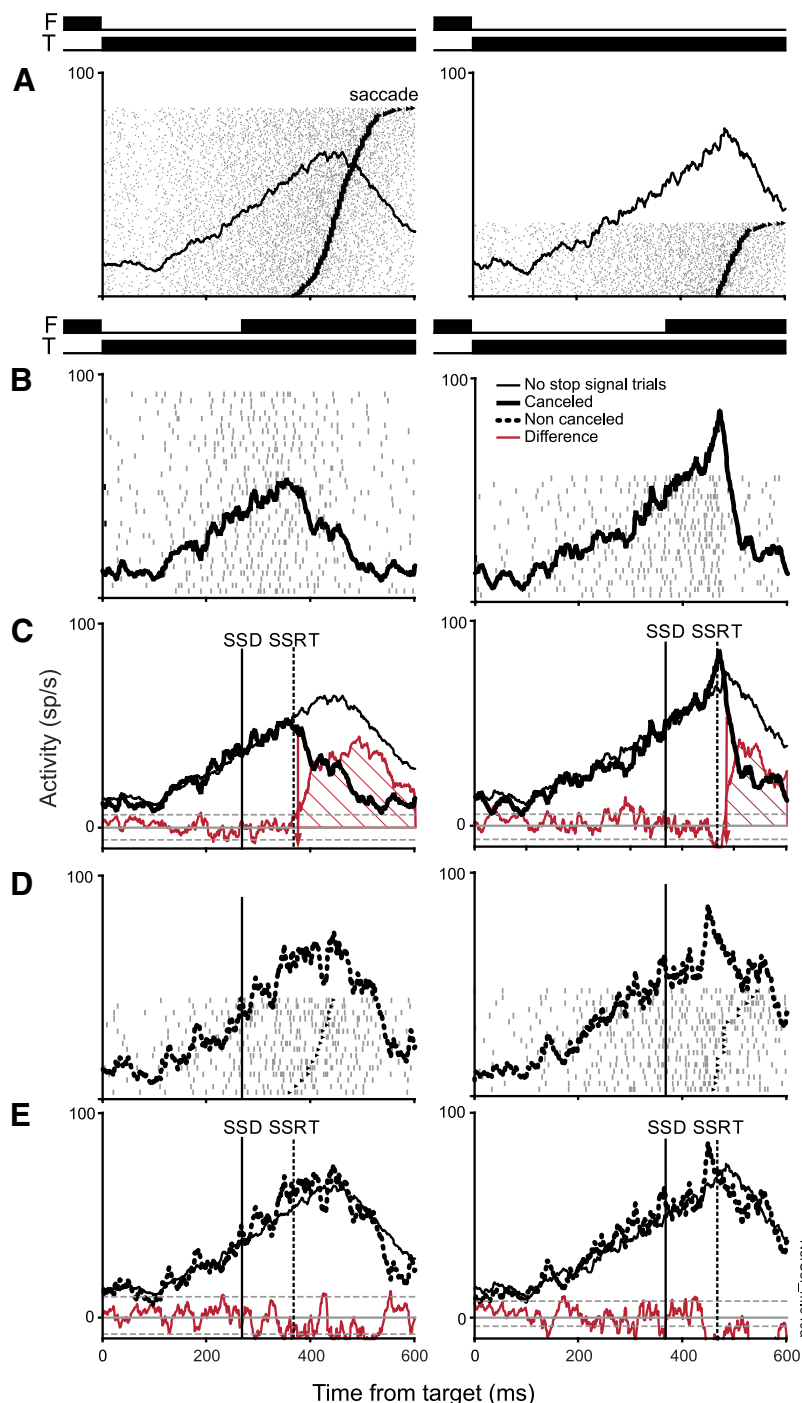 F
T
F
T
A
100
saccade
100
F
T
F
T
B
100
100
No stop signal trials
Canceled
Non canceled
Difference
C
100
SSD SSRT
0
100
SSD SSRT
0
Activity (sp/s)
D
100
100
E
100
SSD SSRT
0
100
SSD SSRT
0
0 200 400 600
0 200 400 600
Time from target (ms)